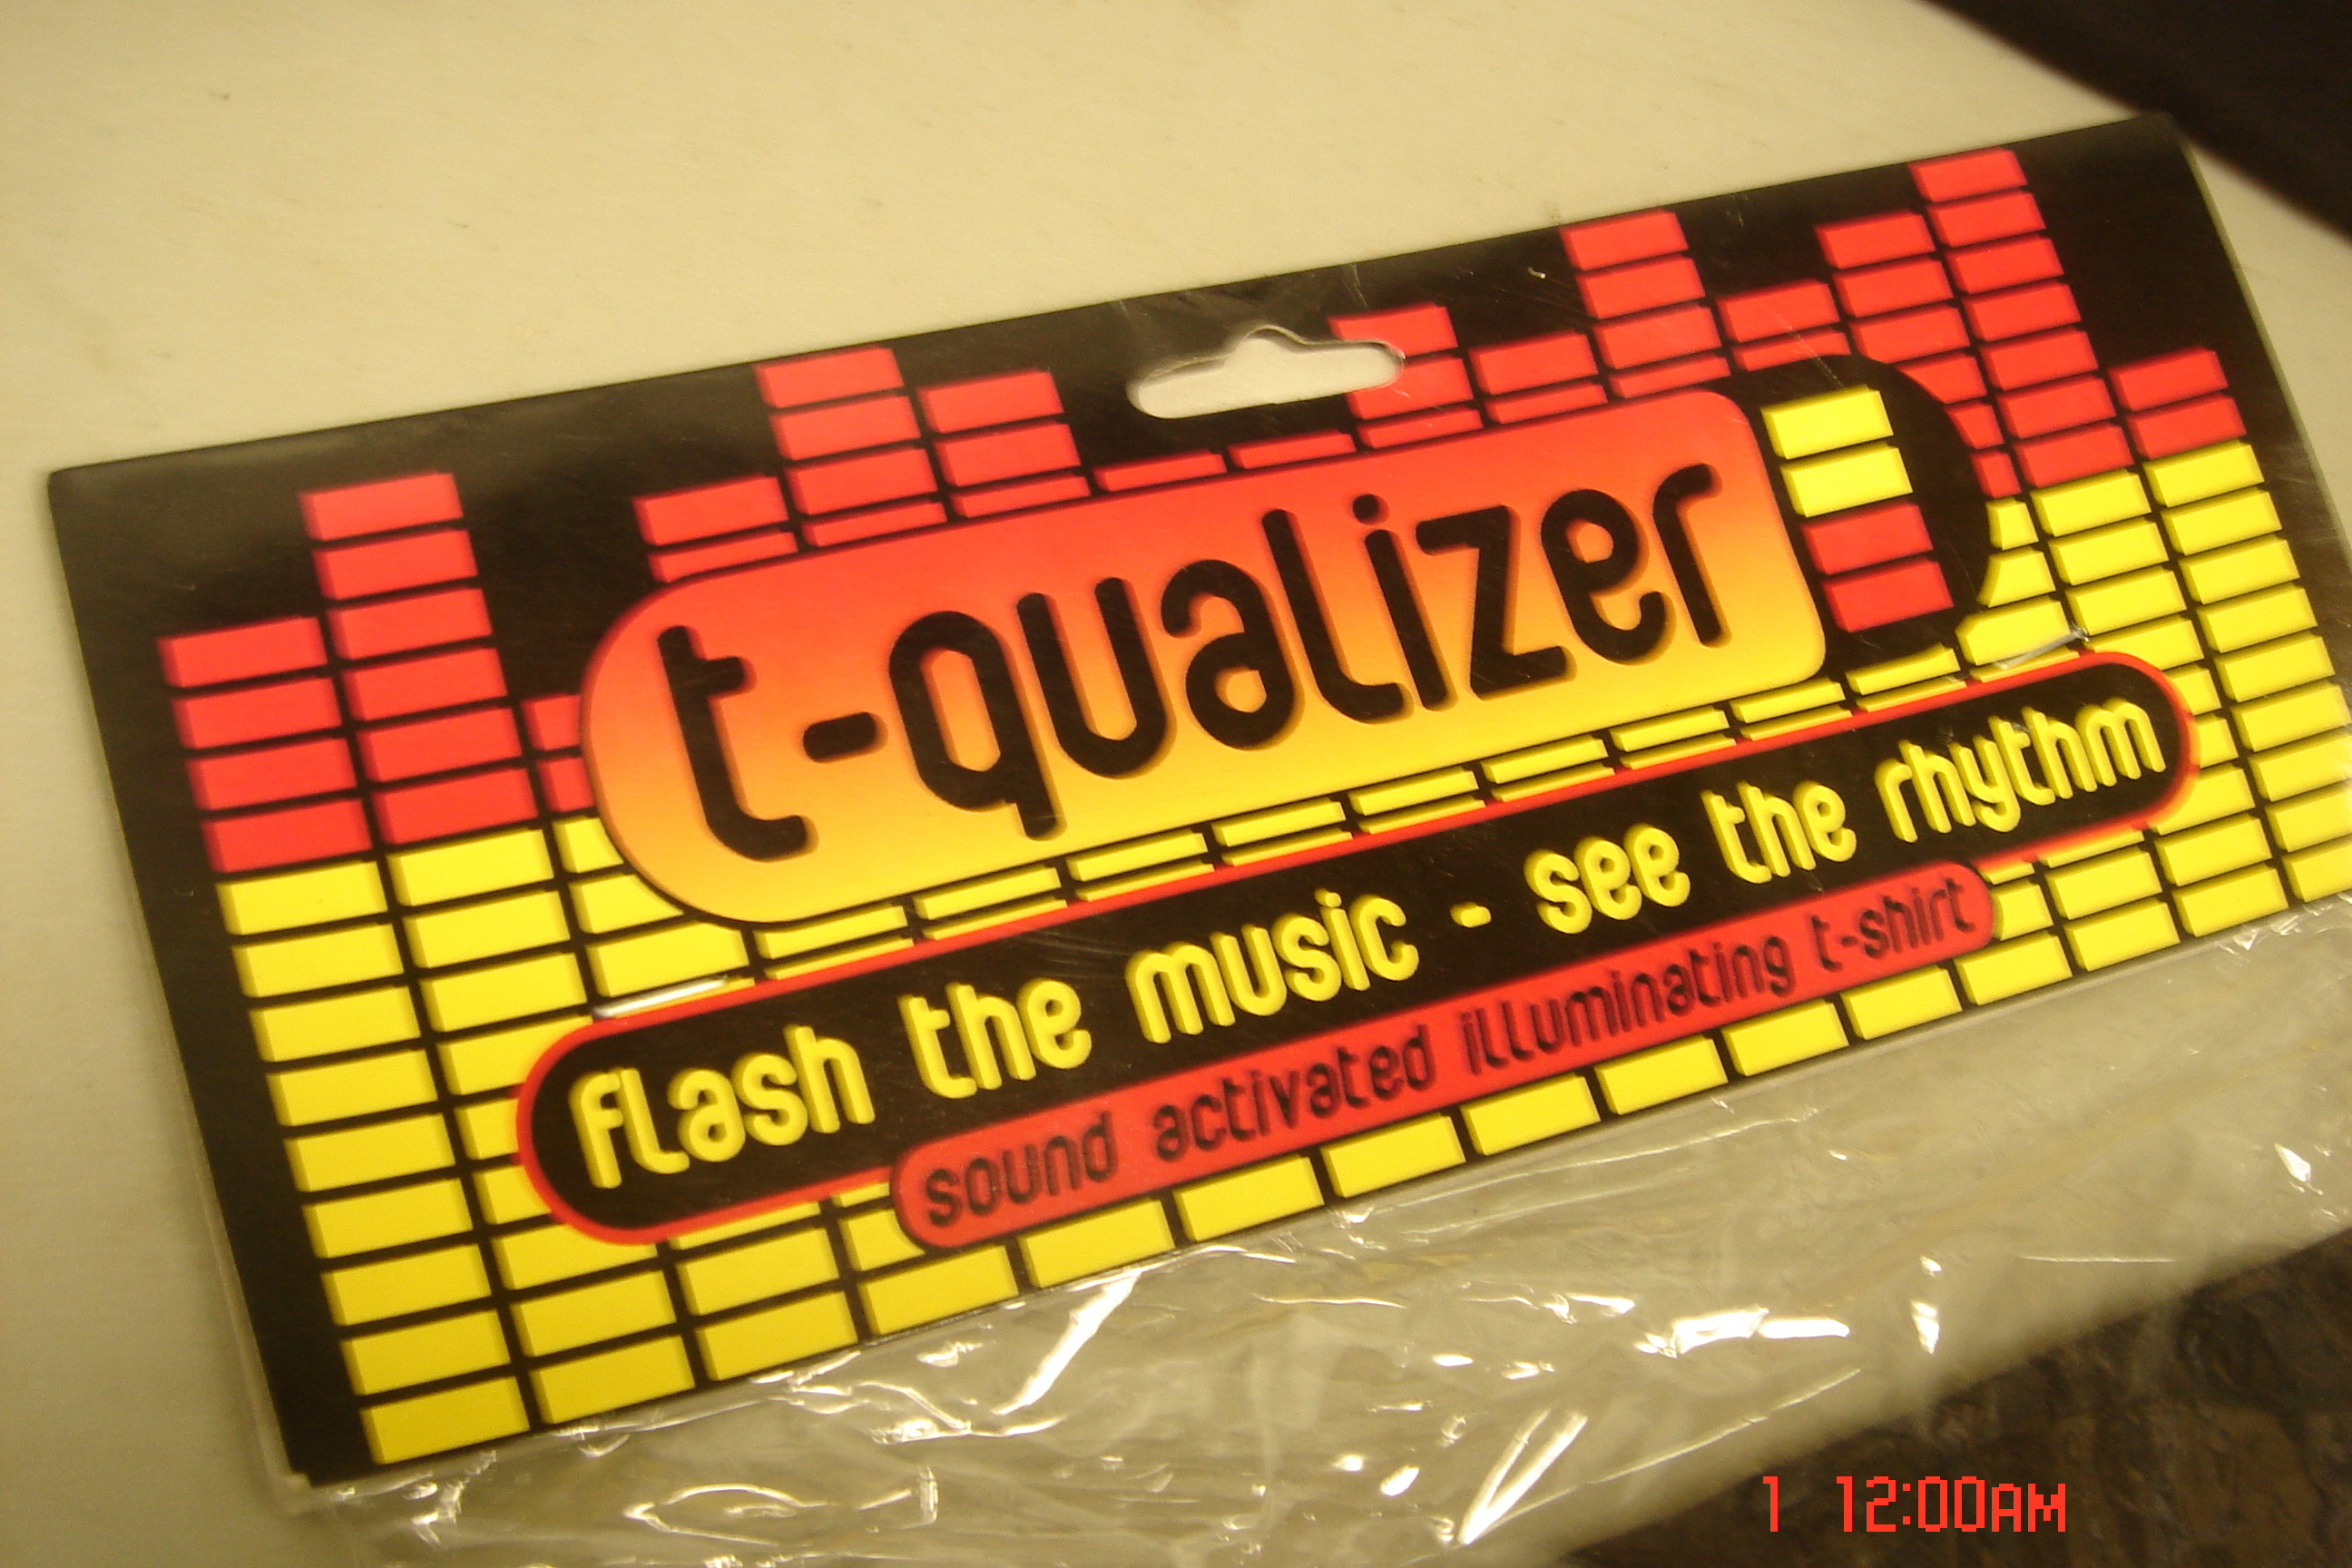 t-qualizer
flash the music - see the rhythm
sound activated illuminating t-shirt
1 12:00AM